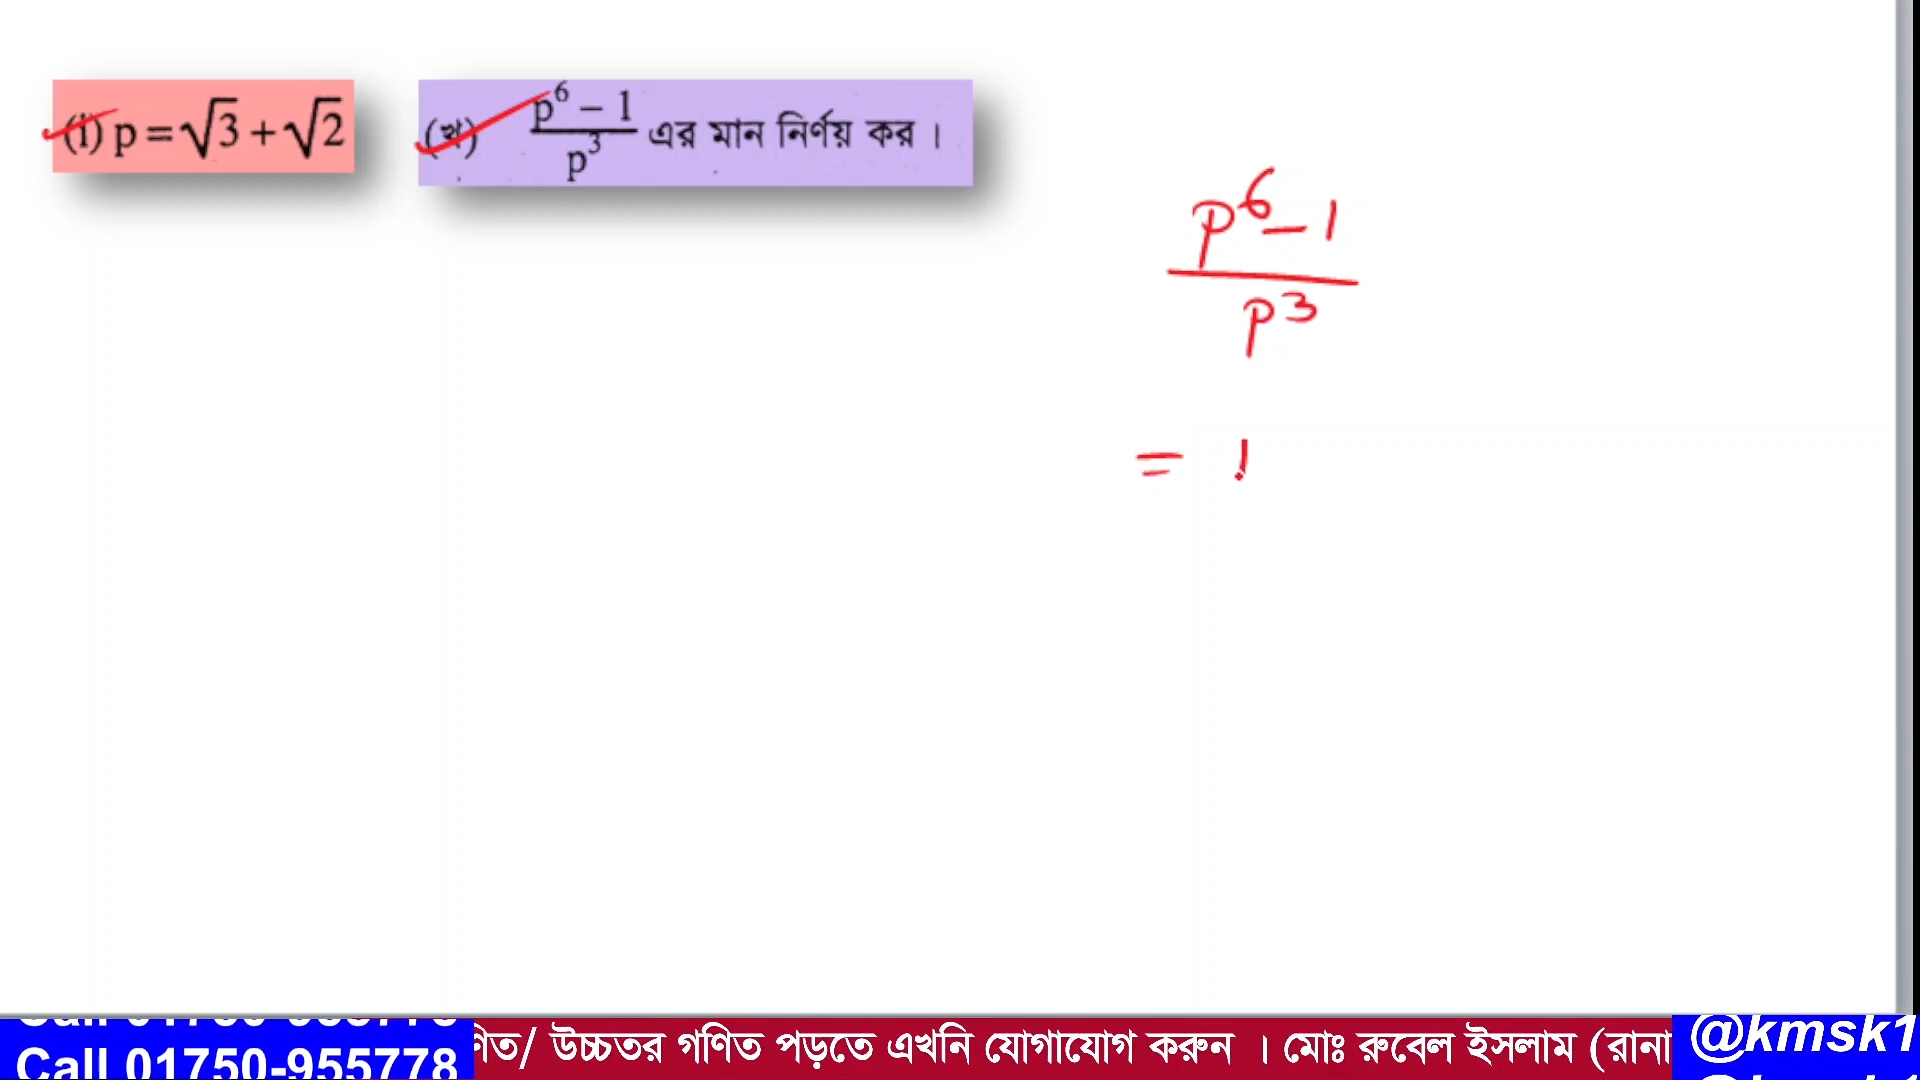 (i) p = √3 + √2
(খ) p⁶ − 1 / p³ এর মান নির্ণয় কর ।
p⁶ − 1
p³
=
Call 01750-955778
উচ্চতর গণিত পড়তে এখনি যোগাযোগ করুন । মোঃ রুবেল ইসলাম (রানা
@kmsk1